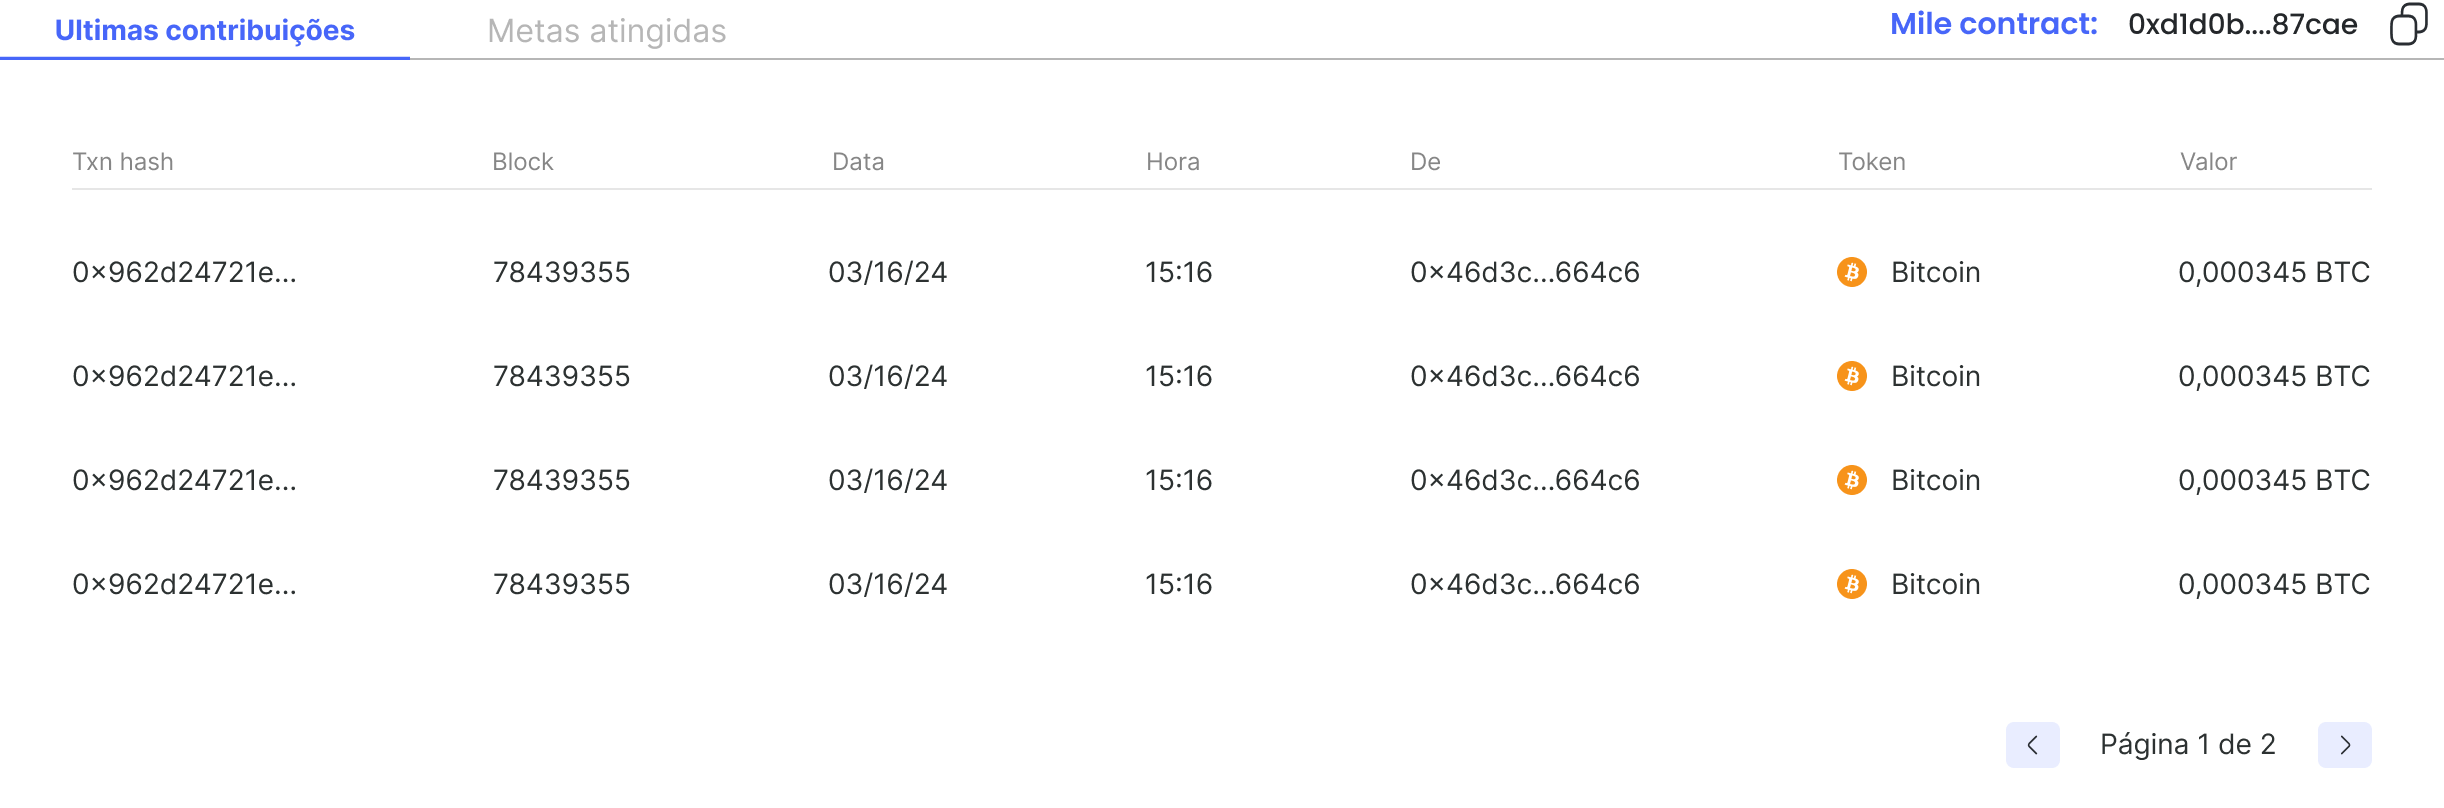 Ultimas contribuições Metas atingidas Mile contract: 0xd1d0b....87cae
Txn hash Block Data Hora De Token Valor
0×962d24721e... 78439355 03/16/24 15:16 0×46d3c...664c6 Bitcoin 0,000345 BTC
0×962d24721e... 78439355 03/16/24 15:16 0×46d3c...664c6 Bitcoin 0,000345 BTC
0×962d24721e... 78439355 03/16/24 15:16 0×46d3c...664c6 Bitcoin 0,000345 BTC
0×962d24721e... 78439355 03/16/24 15:16 0×46d3c...664c6 Bitcoin 0,000345 BTC
Página 1 de 2